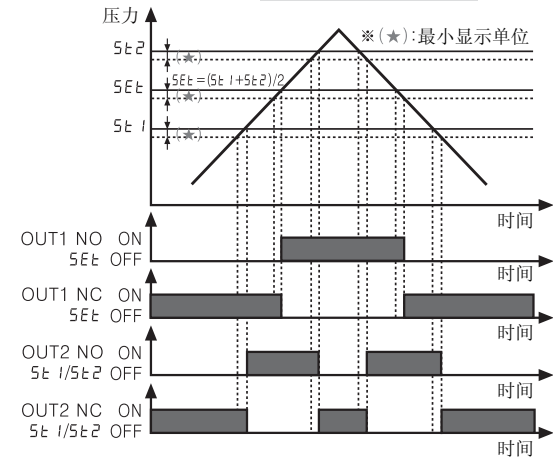 压力
※(★):最小显示单位
St2
(★)
SEt=(St1+St2)/2
SEt
(★)
St1
(★)
时间
OUT1 NO ON
SEt OFF
时间
OUT1 NC ON
SEt OFF
时间
OUT2 NO ON
St1/St2 OFF
时间
OUT2 NC ON
St1/St2 OFF
时间